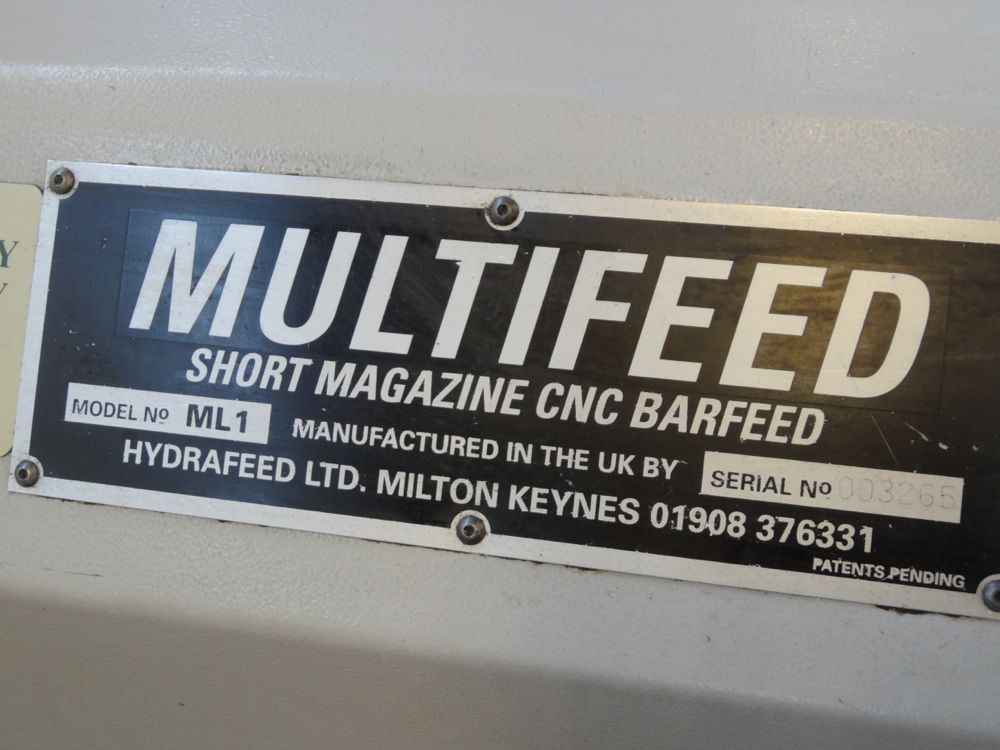 MULTIFEED
SHORT MAGAZINE CNC BARFEED
MODEL Nº ML1
MANUFACTURED IN THE UK BY
SERIAL Nº 003265
HYDRAFEED LTD. MILTON KEYNES 01908 376331
PATENTS PENDING